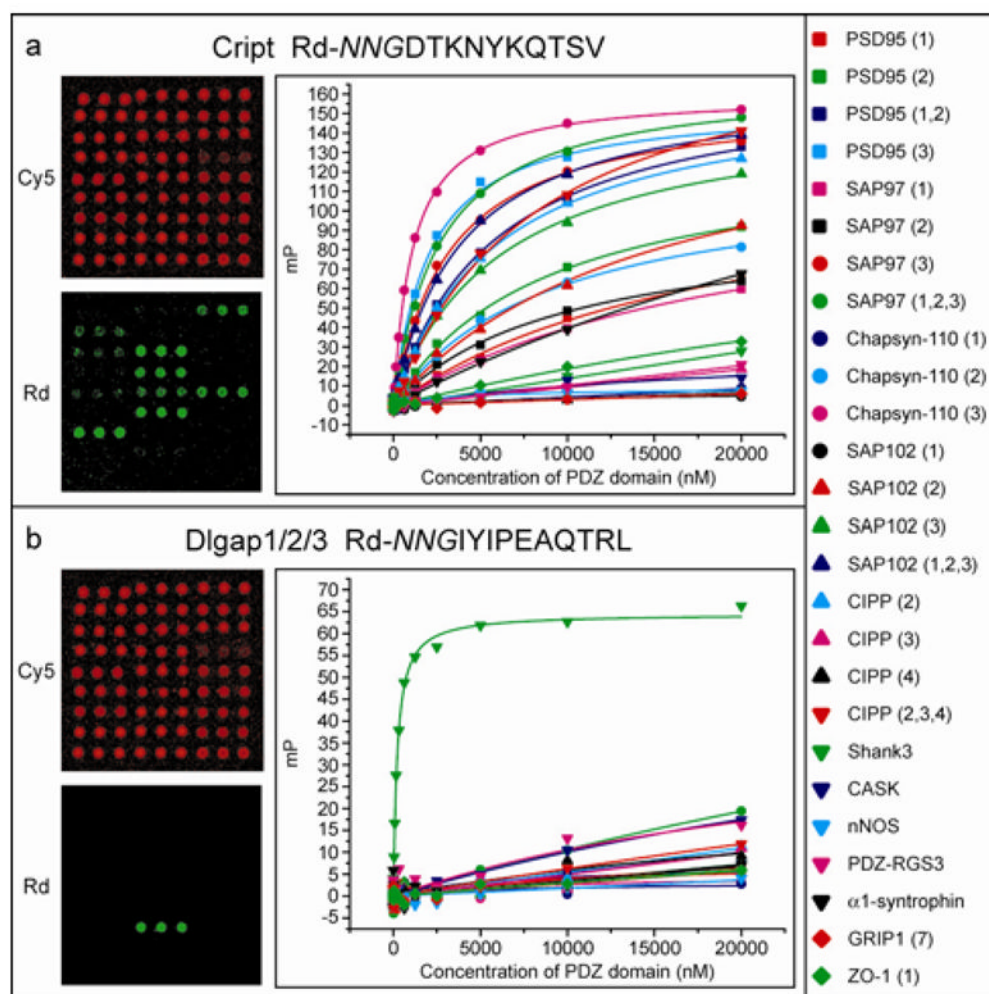 a
Cript Rd-NNGDTKNYKQTSV
Cy5
Rd
mP
160
150
140
130
120
110
100
90
80
70
60
50
40
30
20
10
0
-10
0 5000 10000 15000 20000
Concentration of PDZ domain (nM)
b
Dlgap1/2/3 Rd-NNGIYIPEAQTRL
Cy5
Rd
mP
70
65
60
55
50
45
40
35
30
25
20
15
10
5
0
-5
0 5000 10000 15000 20000
Concentration of PDZ domain (nM)
PSD95 (1)
PSD95 (2)
PSD95 (1,2)
PSD95 (3)
SAP97 (1)
SAP97 (2)
SAP97 (3)
SAP97 (1,2,3)
Chapsyn-110 (1)
Chapsyn-110 (2)
Chapsyn-110 (3)
SAP102 (1)
SAP102 (2)
SAP102 (3)
SAP102 (1,2,3)
CIPP (2)
CIPP (3)
CIPP (4)
CIPP (2,3,4)
Shank3
CASK
nNOS
PDZ-RGS3
α1-syntrophin
GRIP1 (7)
ZO-1 (1)